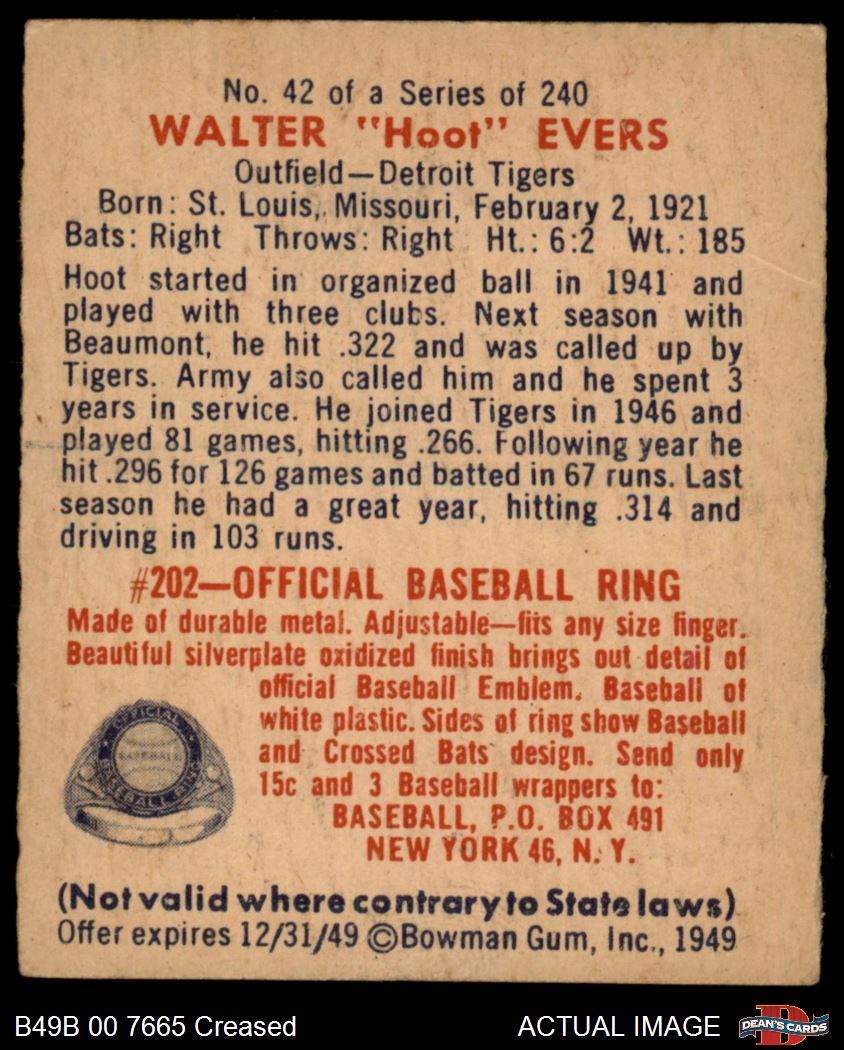 No. 42 of a Series of 240
WALTER "Hoot" EVERS
Outfield—Detroit Tigers
Born: St. Louis, Missouri, February 2, 1921
Bats: Right Throws: Right Ht.: 6:2 Wt.: 185
Hoot started in organized ball in 1941 and
played with three clubs. Next season with
Beaumont, he hit .322 and was called up by
Tigers. Army also called him and he spent 3
years in service. He joined Tigers in 1946 and
played 81 games, hitting .266. Following year he
hit .296 for 126 games and batted in 67 runs. Last
season he had a great year, hitting .314 and
driving in 103 runs.
#202—OFFICIAL BASEBALL RING
Made of durable metal. Adjustable—fits any size finger.
Beautiful silverplate oxidized finish brings out detail of
official Baseball Emblem. Baseball of
white plastic. Sides of ring show Baseball
and Crossed Bats design. Send only
15c and 3 Baseball wrappers to:
BASEBALL, P.O. BOX 491
NEW YORK 46, N. Y.
OFFICIAL
BASEBALL
BASEBALL RING
(Not valid where contrary to State laws)
Offer expires 12/31/49 ©Bowman Gum, Inc., 1949
B49B 00 7665 Creased
ACTUAL IMAGE
D
DEAN'S CARDS